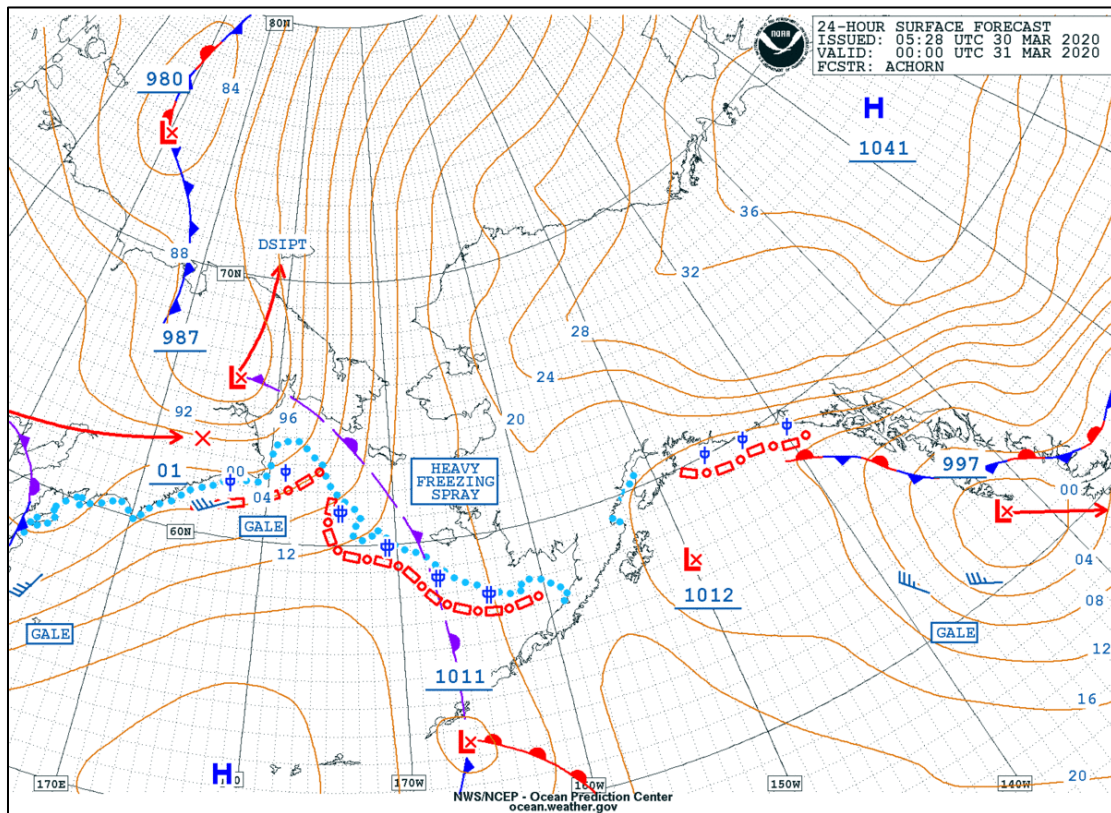 80N
24-HOUR SURFACE FORECAST
ISSUED: 05:28 UTC 30 MAR 2020
VALID: 00:00 UTC 31 MAR 2020
FCSTR: ACHORN
NOAA
980
84
L
H
1041
36
88
DSIPT
70N
32
987
28
L
24
92
96
20
01
00
HEAVY
FREEZING
SPRAY
997
00
04
GALE
60N
12
L
L
04
1012
08
GALE
GALE
12
1011
16
L
H
170E
170W
160W
150W
140W
20
NWS/NCEP - Ocean Prediction Center
ocean.weather.gov